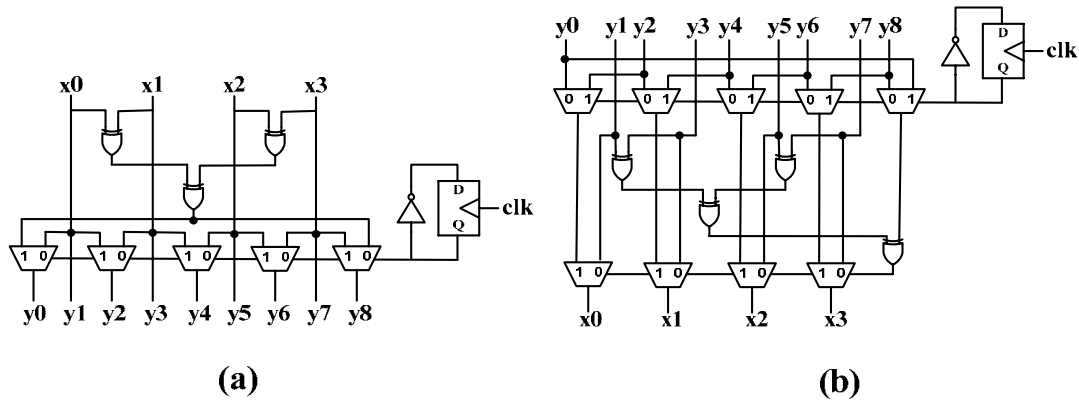 x0 x1 x2 x3
D
Q
clk
1 0 1 0 1 0 1 0 1 0
y0 y1 y2 y3 y4 y5 y6 y7 y8
(a)
y0 y1 y2 y3 y4 y5 y6 y7 y8
D
Q
clk
0 1 0 1 0 1 0 1 0 1
1 0 1 0 1 0 1 0
x0 x1 x2 x3
(b)